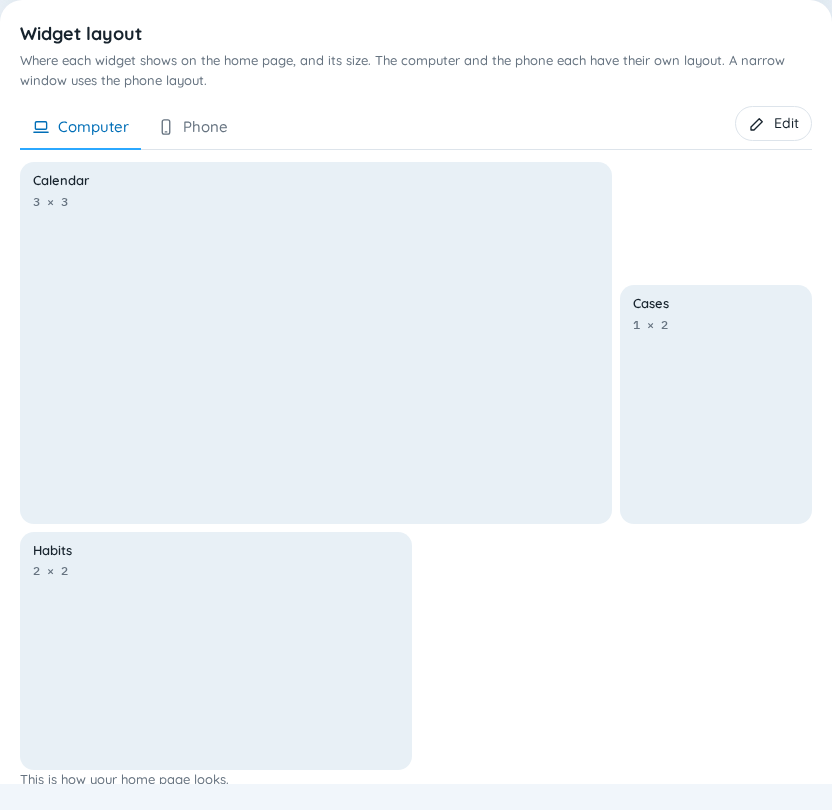 Widget layout
Where each widget shows on the home page, and its size. The computer and the phone each have their own layout. A narrow
window uses the phone layout.
Computer
Phone
Edit
Calendar
3 × 3
Cases
1 × 2
Habits
2 × 2
This is how your home page looks.